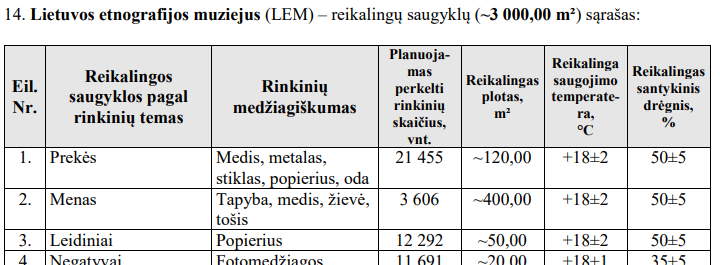 14. Lietuvos etnografijos muziejus (LEM) – reikalingų saugyklų (~3 000,00 m²) sąrašas:
Eil. Nr. | Reikalingos saugyklos pagal rinkinių temas | Rinkinių medžiagiškumas | Planuoja- mas perkelti rinkinių skaičius, vnt. | Reikalingas plotas, m² | Reikalinga saugojimo temperate- ra, °C | Reikalingas santykinis drėgnis, %
1. | Prekės | Medis, metalas, stiklas, popierius, oda | 21 455 | ~120,00 | +18±2 | 50±5
2. | Menas | Tapyba, medis, žievė, tošis | 3 606 | ~400,00 | +18±2 | 50±5
3. | Leidiniai | Popierius | 12 292 | ~50,00 | +18±2 | 50±5
4. | Negatyvai | Fotomedžiagos | 11 691 | ~20,00 | +18±1 | 35±5